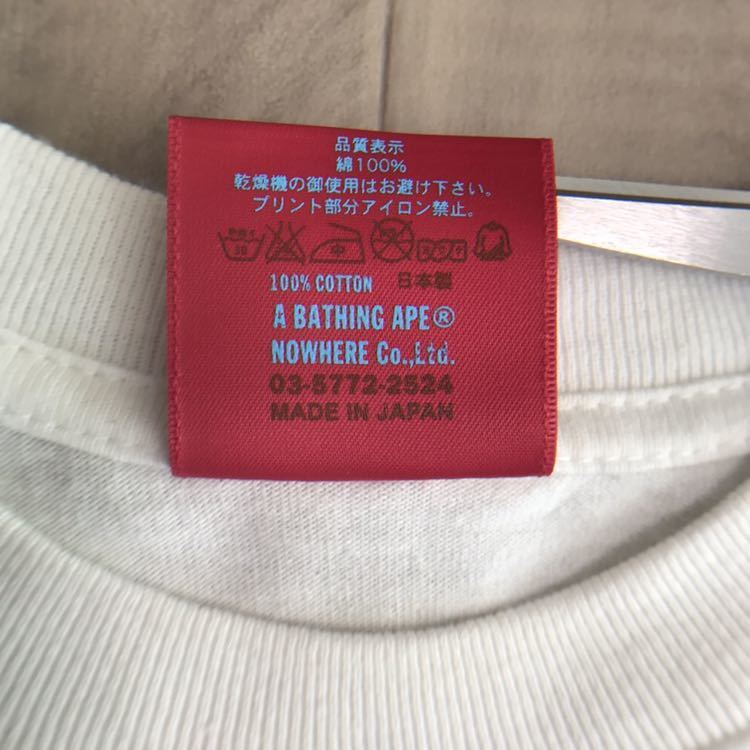 品質表示
綿100%
乾燥機の御使用はお避け下さい。
プリント部分アイロン禁止。
30 中
100% COTTON 日本製
A BATHING APE®
NOWHERE Co.,Ltd.
03-5772-2524
MADE IN JAPAN